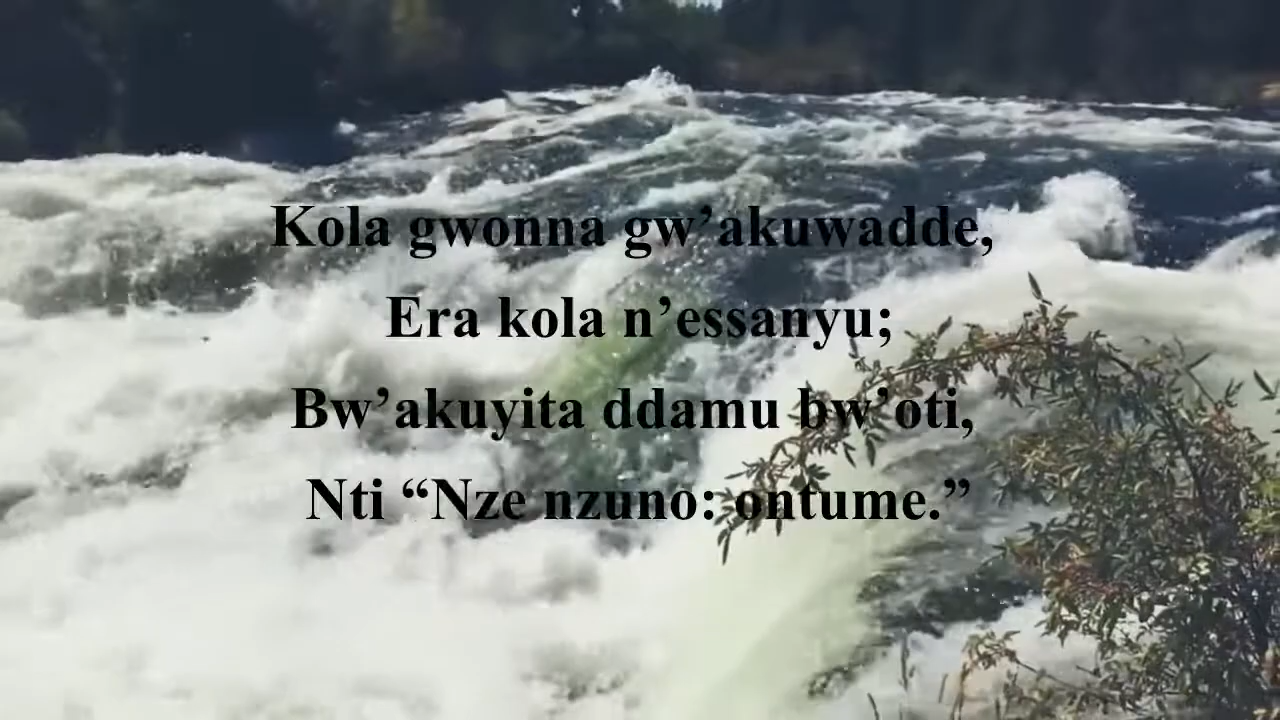 Kola gwonna gw’akuwadde,
Era kola n’essanyu;
Bw’akuyita ddamu bw’oti,
Nti “Nze nzuno: ontume.”